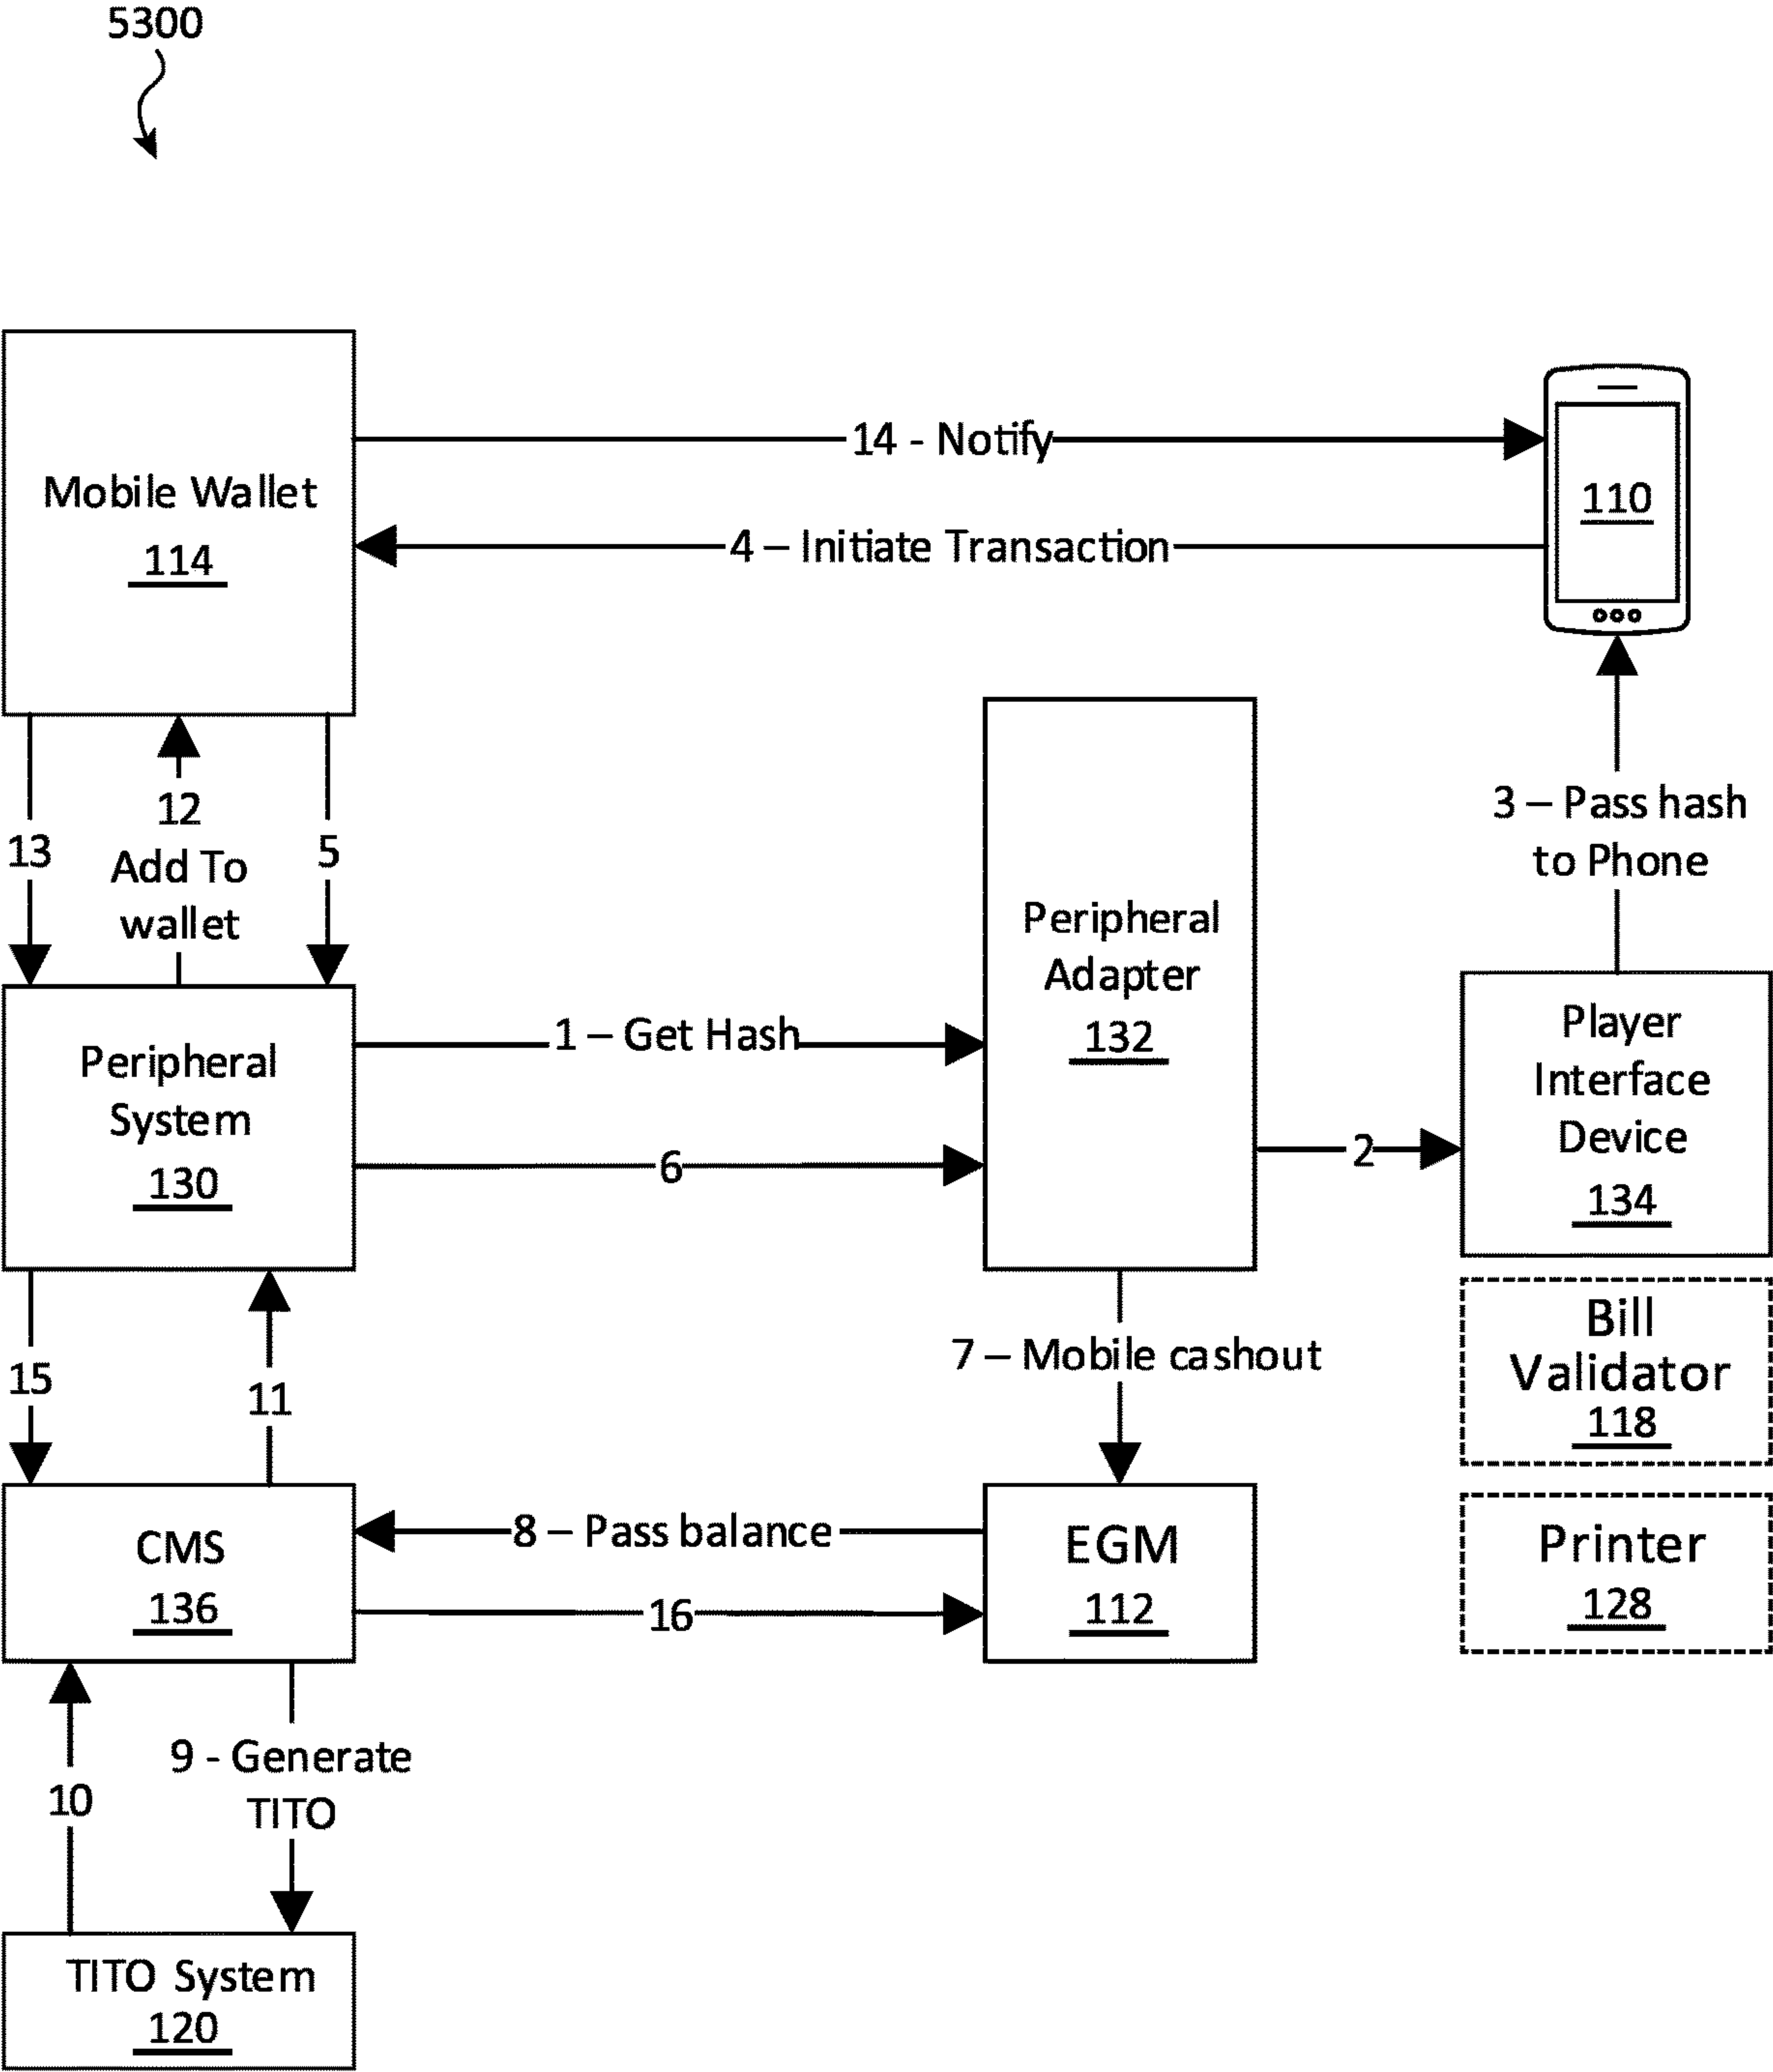 5300
14 - Notify
Mobile Wallet
114
110
4 – Initiate Transaction
13
12
Add To
wallet
5
3 – Pass hash
to Phone
Peripheral
Adapter
132
1 – Get Hash
Peripheral
System
130
6
2
Player
Interface
Device
134
15
11
7 – Mobile cashout
Bill
Validator
118
CMS
136
8 – Pass balance
16
EGM
112
Printer
128
10
9 - Generate
TITO
TITO System
120